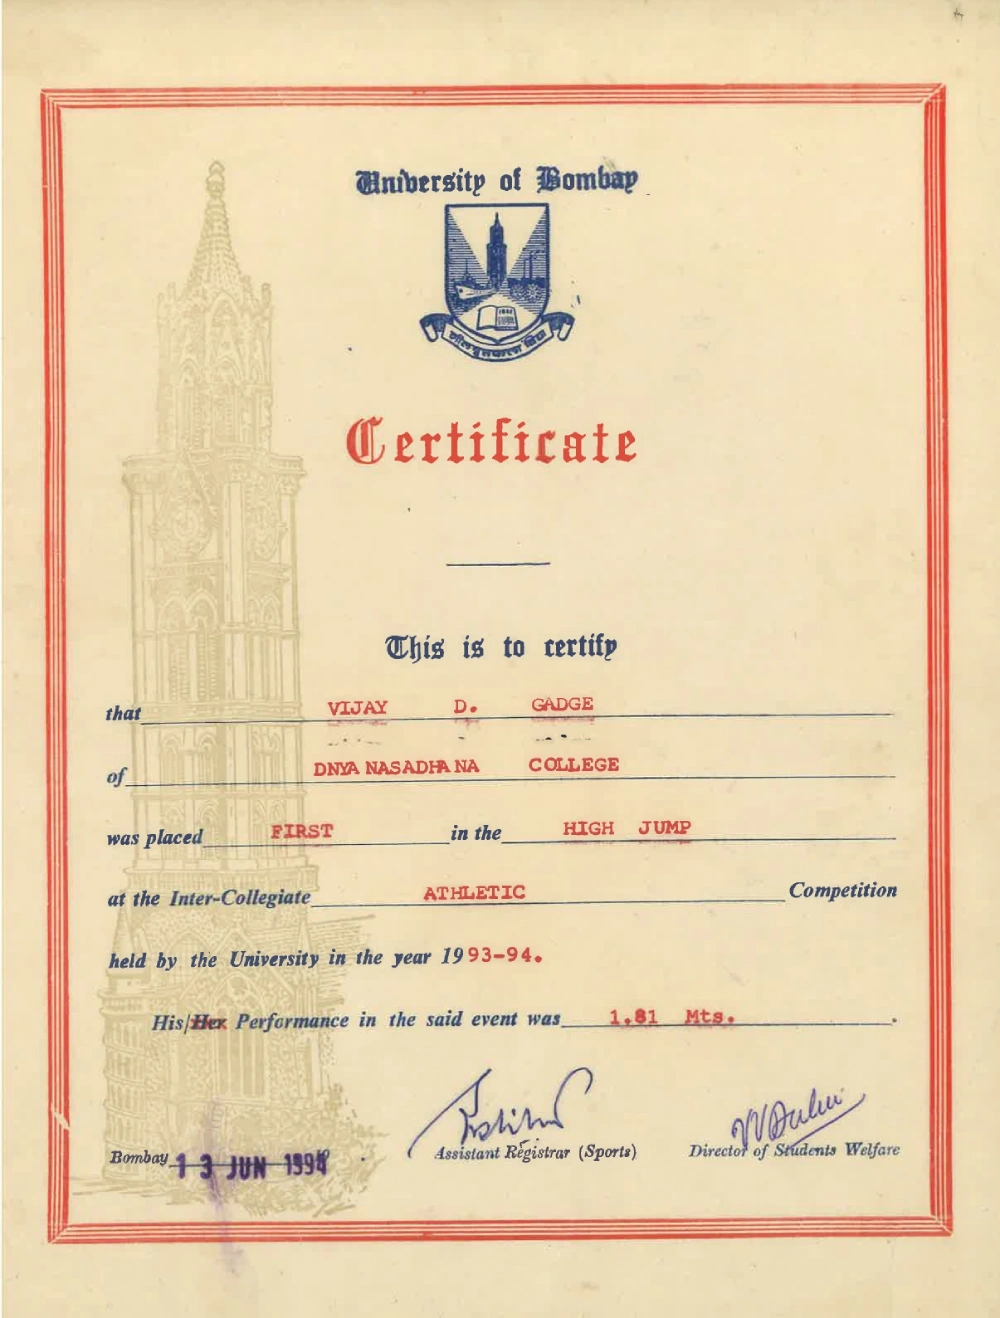 University of Bombay
शीलवृतफला विद्या
Certificate
This is to certify
that VIJAY D. GADGE
of DNYANASADHANA COLLEGE
was placed FIRST in the HIGH JUMP
at the Inter-Collegiate ATHLETIC Competition
held by the University in the year 1993-94.
His/Her Performance in the said event was 1.81 Mts.
Bombay 13 JUN 1994
Assistant Registrar (Sports)
Director of Students Welfare